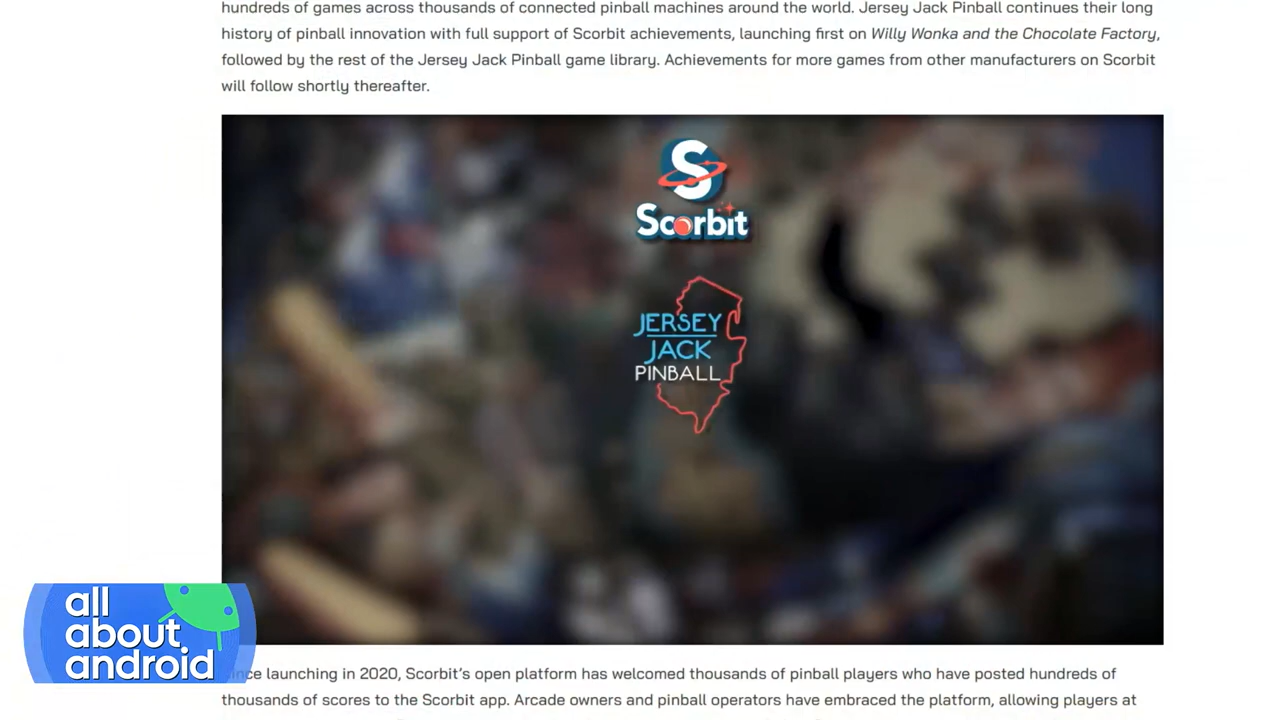 hundreds of games across thousands of connected pinball machines around the world. Jersey Jack Pinball continues their long
history of pinball innovation with full support of Scorbit achievements, launching first on Willy Wonka and the Chocolate Factory,
followed by the rest of the Jersey Jack Pinball game library. Achievements for more games from other manufacturers on Scorbit
will follow shortly thereafter.
S
Scorbit
JERSEY
JACK
PINBALL
all
about
android
launching in 2020, Scorbit's open platform has welcomed thousands of pinball players who have posted hundreds of
thousands of scores to the Scorbit app. Arcade owners and pinball operators have embraced the platform, allowing players at